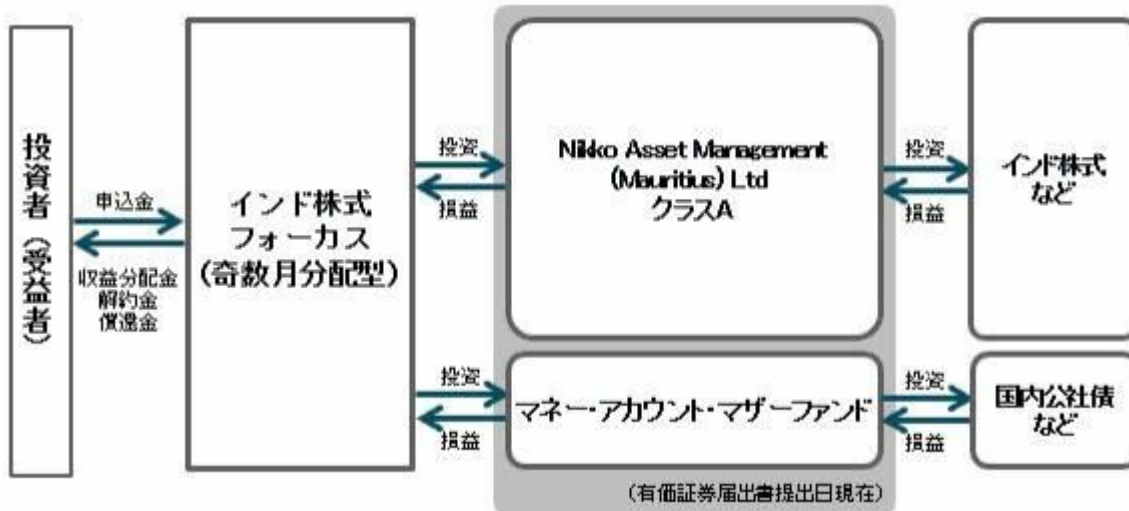 投資者（受益者）
申込金
収益分配金
解約金
償還金
インド株式
フォーカス
（奇数月分配型）
投資
損益
Nikko Asset Management
(Mauritius) Ltd
クラスA
投資
損益
インド株式
など
投資
損益
マネー・アカウント・マザーファンド
投資
損益
国内公社債
など
（有価証券届出書提出日現在）